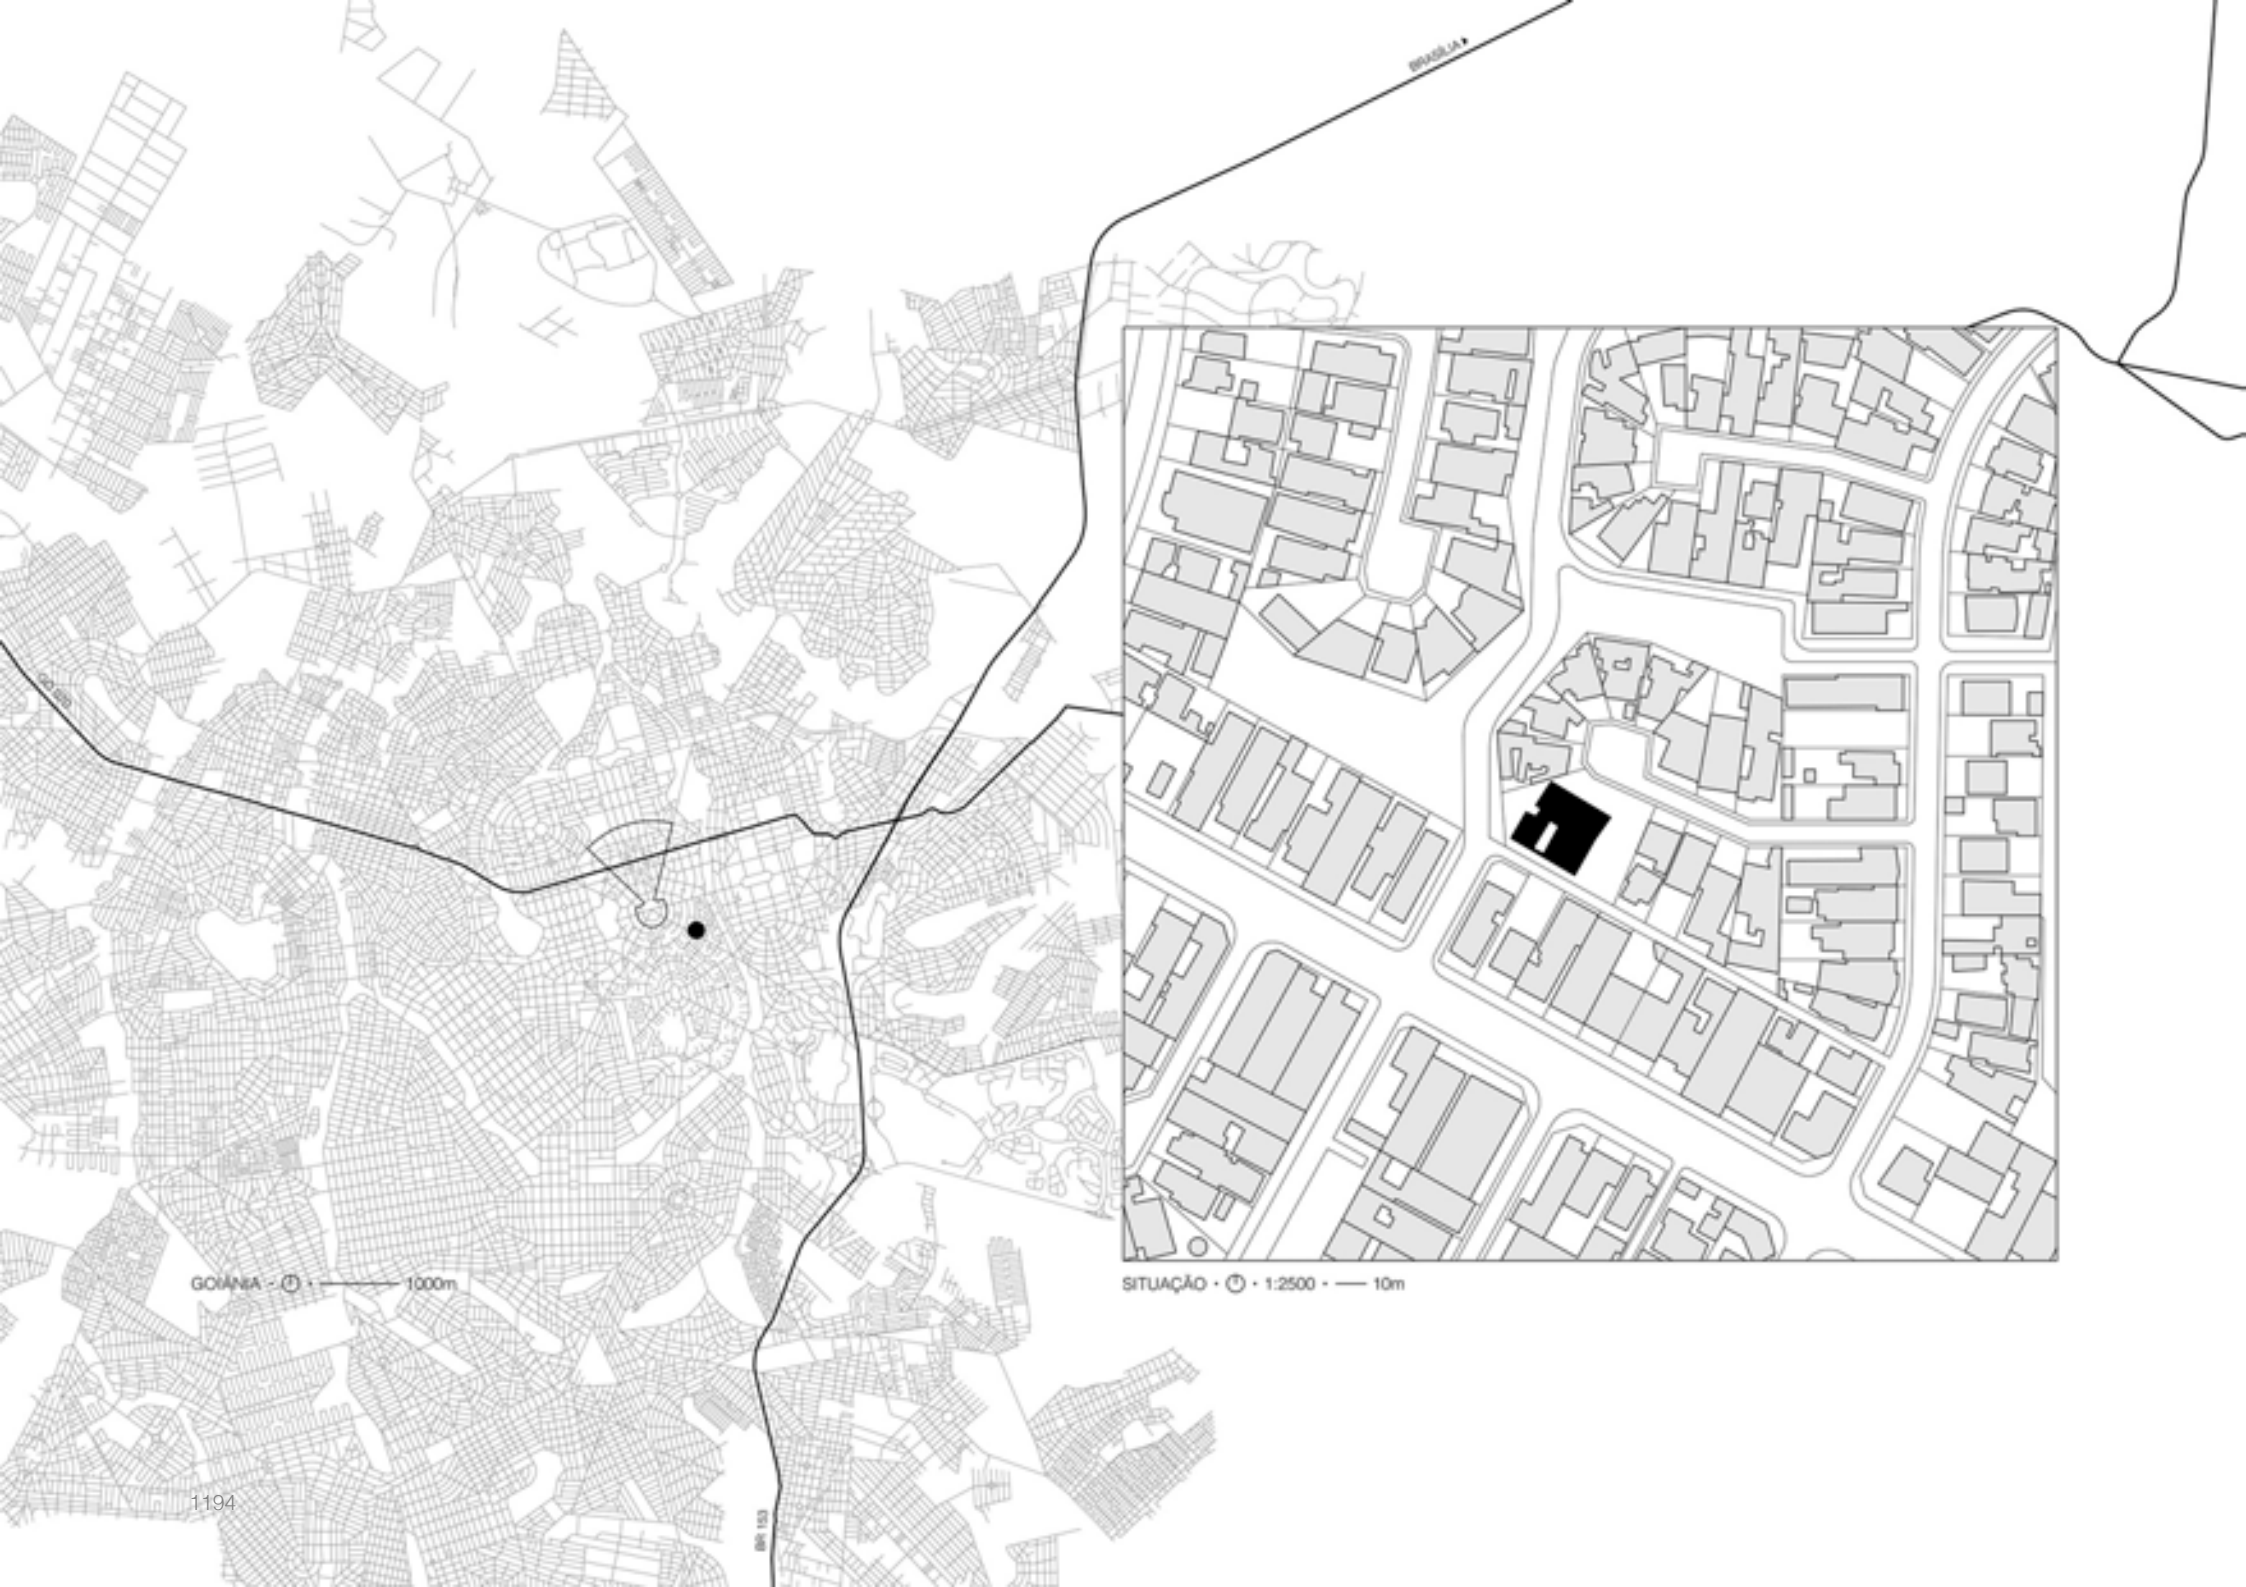 BRASÍLIA
GOIÂNIA · · 1000m
SITUAÇÃO · · 1:2500 · 10m
1194
BR 153